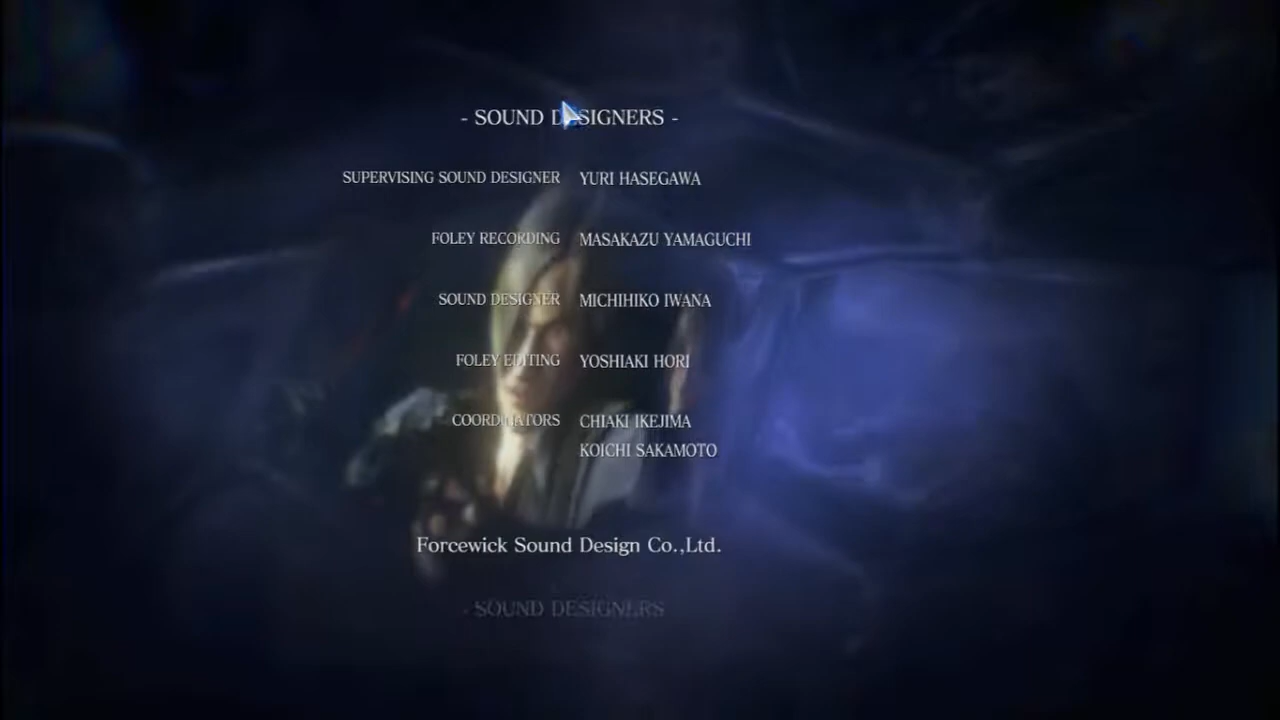 - SOUND DESIGNERS -
SUPERVISING SOUND DESIGNER YURI HASEGAWA
FOLEY RECORDING MASAKAZU YAMAGUCHI
SOUND DESIGNER MICHIHIKO IWANA
FOLEY EDITING YOSHIAKI HORI
COORDINATORS CHIAKI IKEJIMA
KOICHI SAKAMOTO
Forcewick Sound Design Co.,Ltd.
- SOUND DESIGNERS